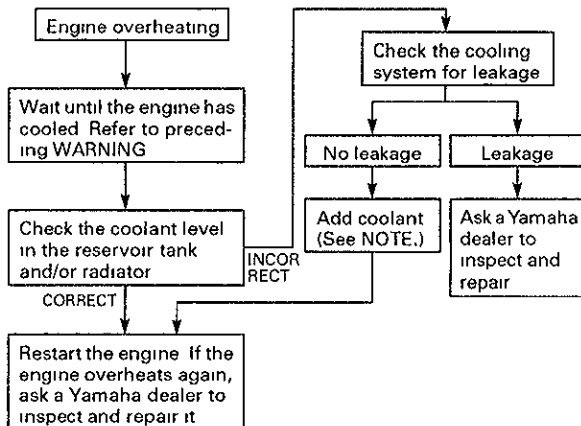 Engine overheating
Wait until the engine has
cooled Refer to preced-
ing WARNING
Check the coolant level
in the reservoir tank
and/or radiator
INCOR
RECT
CORRECT
Check the cooling
system for leakage
No leakage
Leakage
Add coolant
(See NOTE.)
Ask a Yamaha
dealer to
inspect and
repair
Restart the engine If the
engine overheats again,
ask a Yamaha dealer to
inspect and repair it